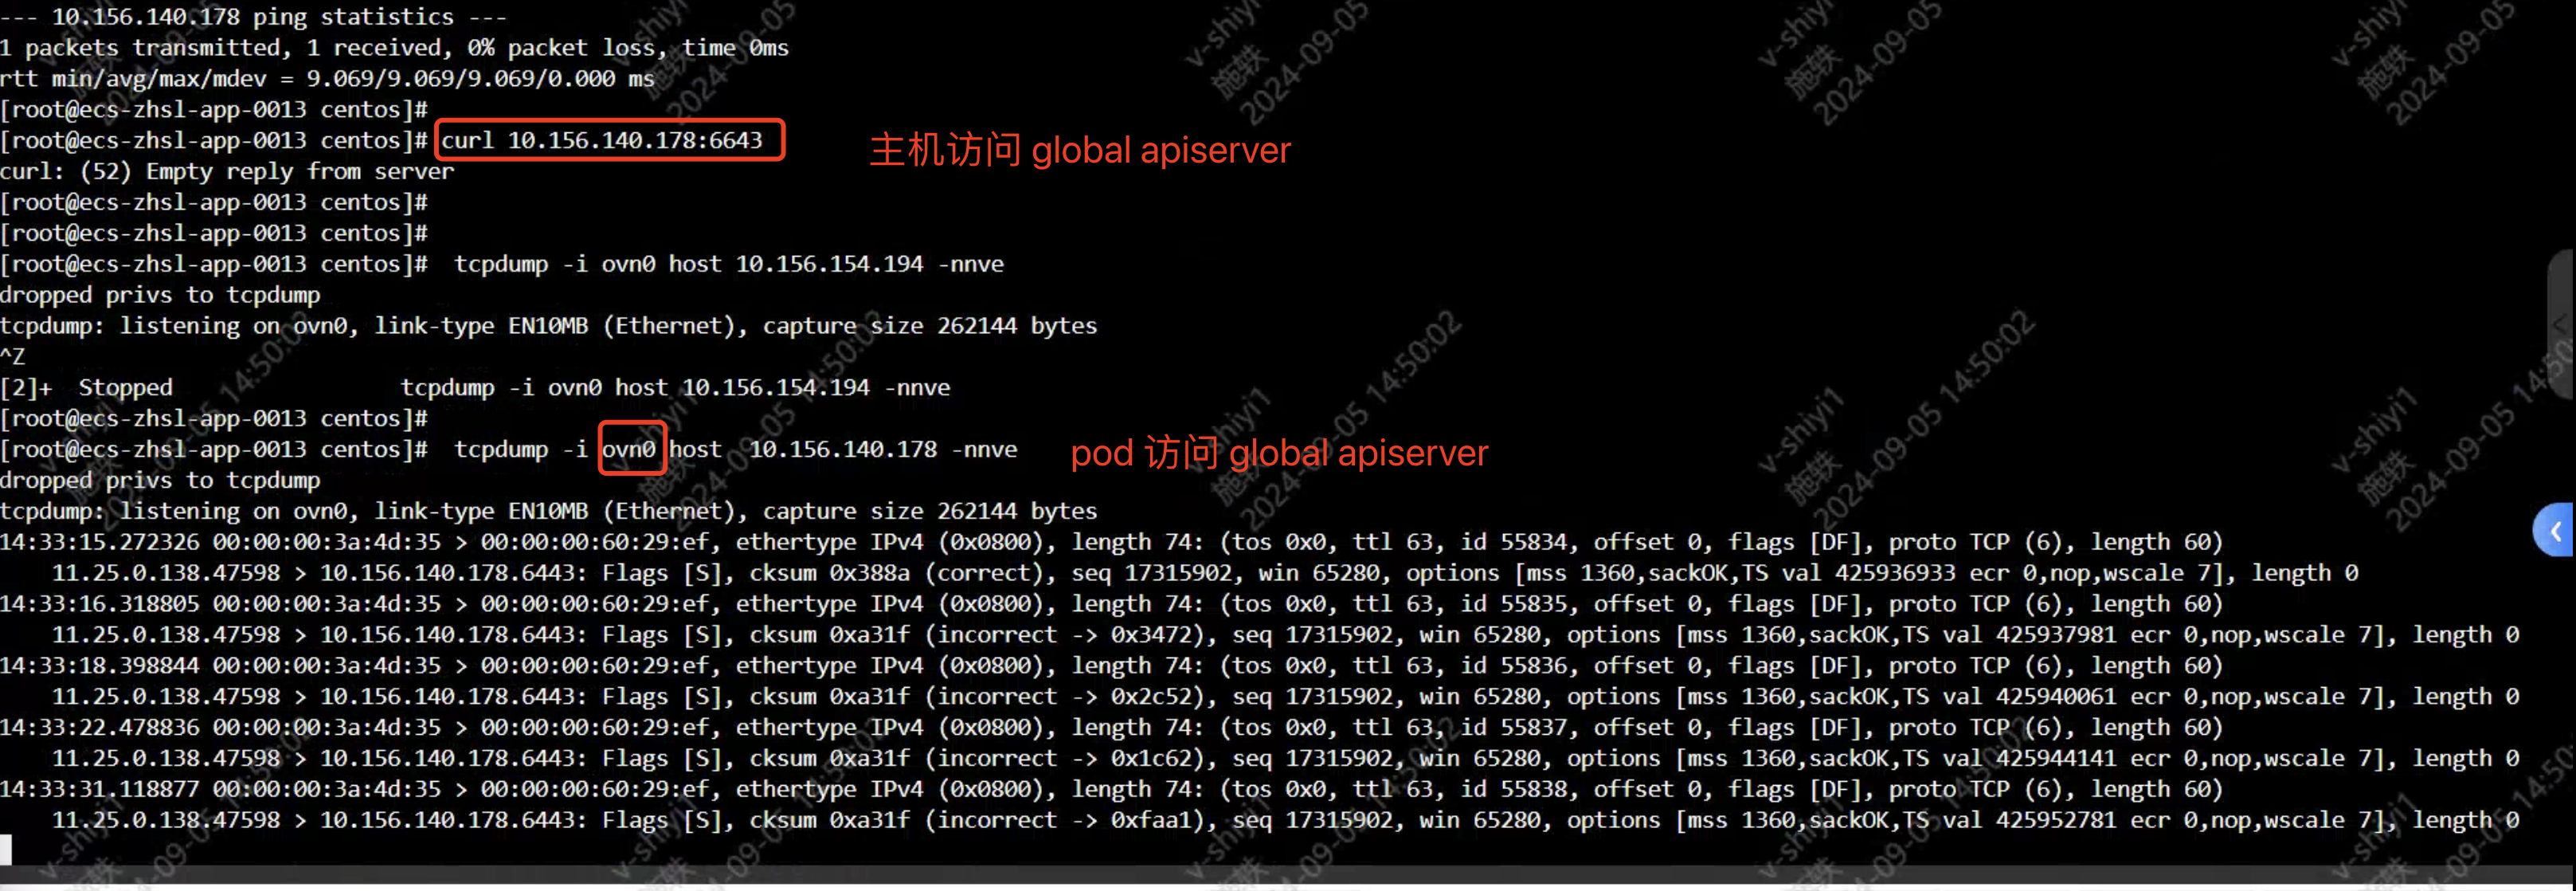 --- 10.156.140.178 ping statistics ---
1 packets transmitted, 1 received, 0% packet loss, time 0ms
rtt min/avg/max/mdev = 9.069/9.069/9.069/0.000 ms
[root@ecs-zhsl-app-0013 centos]#
[root@ecs-zhsl-app-0013 centos]# curl 10.156.140.178:6643
主机访问 global apiserver
curl: (52) Empty reply from server
[root@ecs-zhsl-app-0013 centos]#
[root@ecs-zhsl-app-0013 centos]#
[root@ecs-zhsl-app-0013 centos]#  tcpdump -i ovn0 host 10.156.154.194 -nnve
dropped privs to tcpdump
tcpdump: listening on ovn0, link-type EN10MB (Ethernet), capture size 262144 bytes
^Z
[2]+  Stopped                 tcpdump -i ovn0 host 10.156.154.194 -nnve
[root@ecs-zhsl-app-0013 centos]#
[root@ecs-zhsl-app-0013 centos]#  tcpdump -i ovn0 host  10.156.140.178 -nnve
pod 访问 global apiserver
dropped privs to tcpdump
tcpdump: listening on ovn0, link-type EN10MB (Ethernet), capture size 262144 bytes
14:33:15.272326 00:00:00:3a:4d:35 > 00:00:00:60:29:ef, ethertype IPv4 (0x0800), length 74: (tos 0x0, ttl 63, id 55834, offset 0, flags [DF], proto TCP (6), length 60)
    11.25.0.138.47598 > 10.156.140.178.6443: Flags [S], cksum 0x388a (correct), seq 17315902, win 65280, options [mss 1360,sackOK,TS val 425936933 ecr 0,nop,wscale 7], length 0
14:33:16.318805 00:00:00:3a:4d:35 > 00:00:00:60:29:ef, ethertype IPv4 (0x0800), length 74: (tos 0x0, ttl 63, id 55835, offset 0, flags [DF], proto TCP (6), length 60)
    11.25.0.138.47598 > 10.156.140.178.6443: Flags [S], cksum 0xa31f (incorrect -> 0x3472), seq 17315902, win 65280, options [mss 1360,sackOK,TS val 425937981 ecr 0,nop,wscale 7], length 0
14:33:18.398844 00:00:00:3a:4d:35 > 00:00:00:60:29:ef, ethertype IPv4 (0x0800), length 74: (tos 0x0, ttl 63, id 55836, offset 0, flags [DF], proto TCP (6), length 60)
    11.25.0.138.47598 > 10.156.140.178.6443: Flags [S], cksum 0xa31f (incorrect -> 0x2c52), seq 17315902, win 65280, options [mss 1360,sackOK,TS val 425940061 ecr 0,nop,wscale 7], length 0
14:33:22.478836 00:00:00:3a:4d:35 > 00:00:00:60:29:ef, ethertype IPv4 (0x0800), length 74: (tos 0x0, ttl 63, id 55837, offset 0, flags [DF], proto TCP (6), length 60)
    11.25.0.138.47598 > 10.156.140.178.6443: Flags [S], cksum 0xa31f (incorrect -> 0x1c62), seq 17315902, win 65280, options [mss 1360,sackOK,TS val 425944141 ecr 0,nop,wscale 7], length 0
14:33:31.118877 00:00:00:3a:4d:35 > 00:00:00:60:29:ef, ethertype IPv4 (0x0800), length 74: (tos 0x0, ttl 63, id 55838, offset 0, flags [DF], proto TCP (6), length 60)
    11.25.0.138.47598 > 10.156.140.178.6443: Flags [S], cksum 0xa31f (incorrect -> 0xfaa1), seq 17315902, win 65280, options [mss 1360,sackOK,TS val 425952781 ecr 0,nop,wscale 7], length 0
v-shiyi1
施轶
2024-09-05 14:50:02